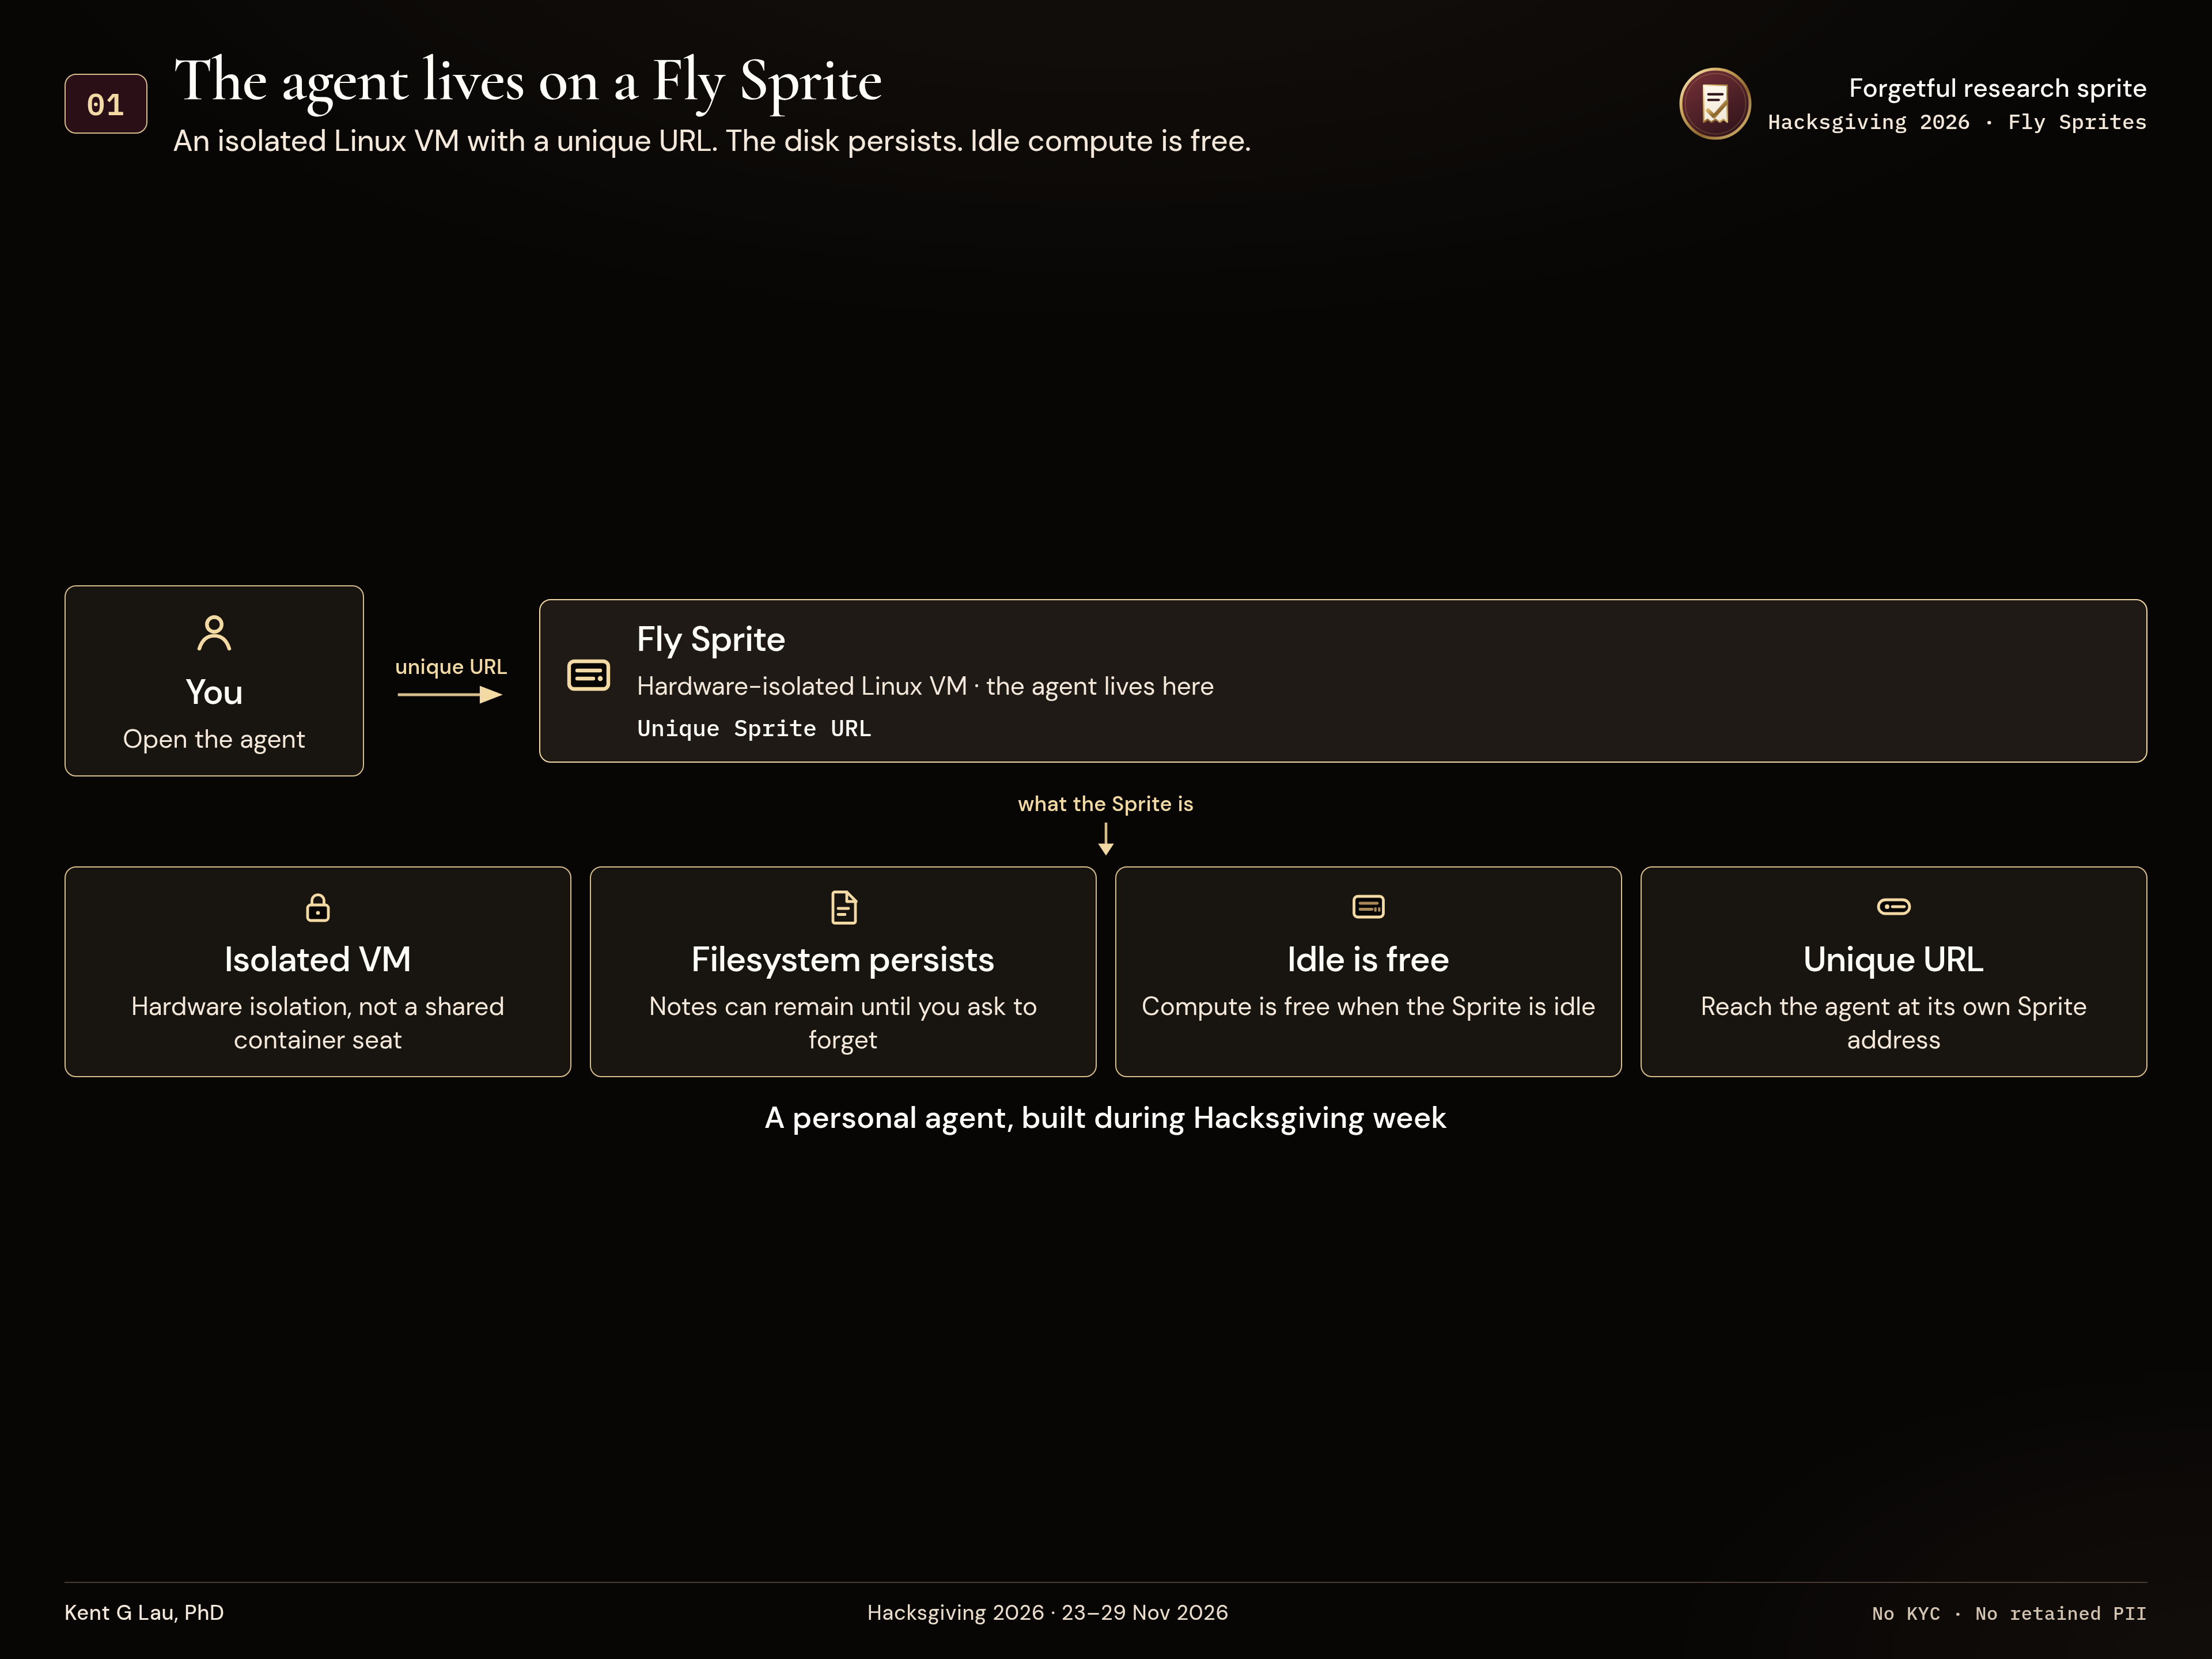 01
The agent lives on a Fly Sprite
An isolated Linux VM with a unique URL. The disk persists. Idle compute is free.
Forgetful research sprite
Hacksgiving 2026 · Fly Sprites
You
Open the agent
unique URL
Fly Sprite
Hardware-isolated Linux VM · the agent lives here
Unique Sprite URL
what the Sprite is
Isolated VM
Hardware isolation, not a shared
container seat
Filesystem persists
Notes can remain until you ask to
forget
Idle is free
Compute is free when the Sprite is idle
Unique URL
Reach the agent at its own Sprite
address
A personal agent, built during Hacksgiving week
Kent G Lau, PhD
Hacksgiving 2026 · 23–29 Nov 2026
No KYC · No retained PII